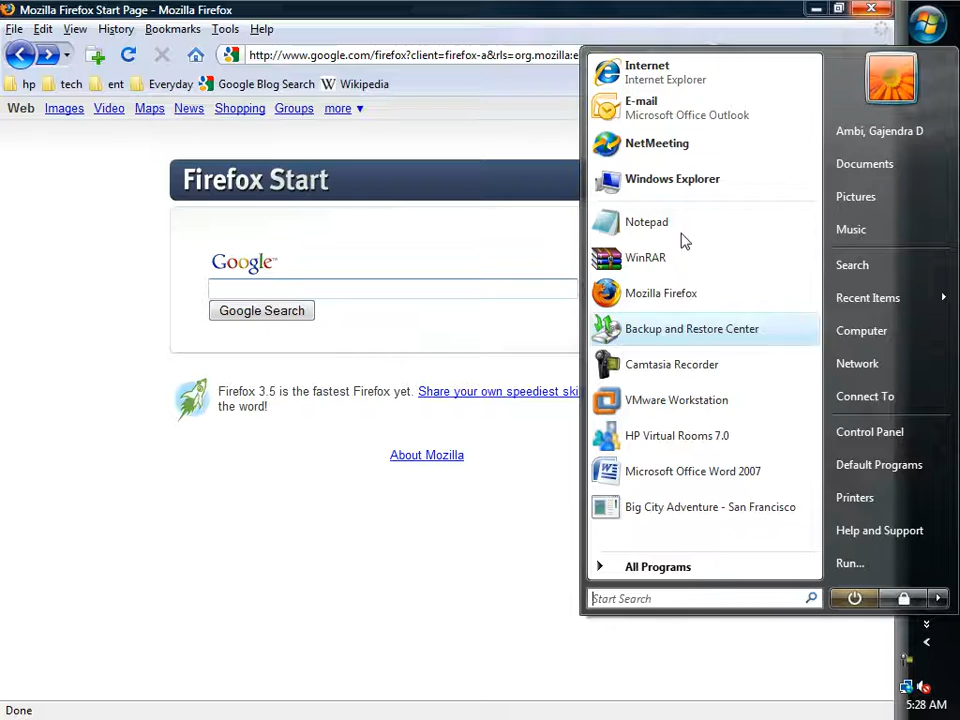 Mozilla Firefox Start Page - Mozilla Firefox
File Edit View History Bookmarks Tools Help
http://www.google.com/firefox?client=firefox-a&rls=org.mozilla:e
hp tech ent Everyday Google Blog Search Wikipedia
Web Images Video Maps News Shopping Groups more ▼
Firefox Start
Google™
Google Search
Firefox 3.5 is the fastest Firefox yet. Share your own speediest ski
the word!
About Mozilla
Done
Internet
Internet Explorer
E-mail
Microsoft Office Outlook
NetMeeting
Windows Explorer
Notepad
WinRAR
Mozilla Firefox
Backup and Restore Center
Camtasia Recorder
VMware Workstation
HP Virtual Rooms 7.0
Microsoft Office Word 2007
Big City Adventure - San Francisco
All Programs
Start Search
Ambi, Gajendra D
Documents
Pictures
Music
Search
Recent Items
Computer
Network
Connect To
Control Panel
Default Programs
Printers
Help and Support
Run...
5:28 AM